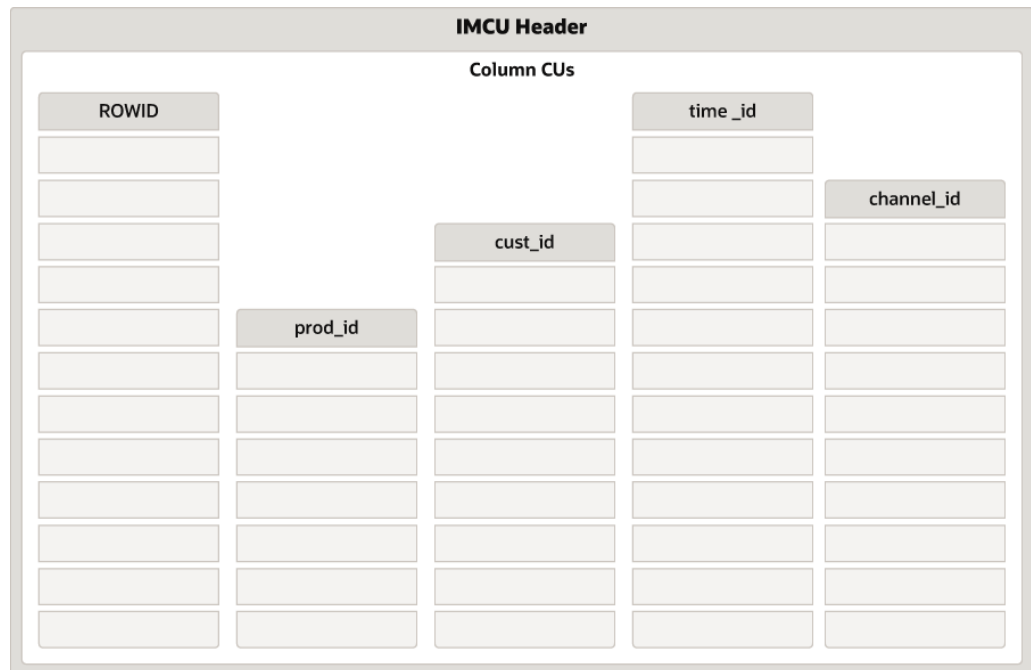 IMCU Header
Column CUs
ROWID
time _id
channel_id
cust_id
prod_id